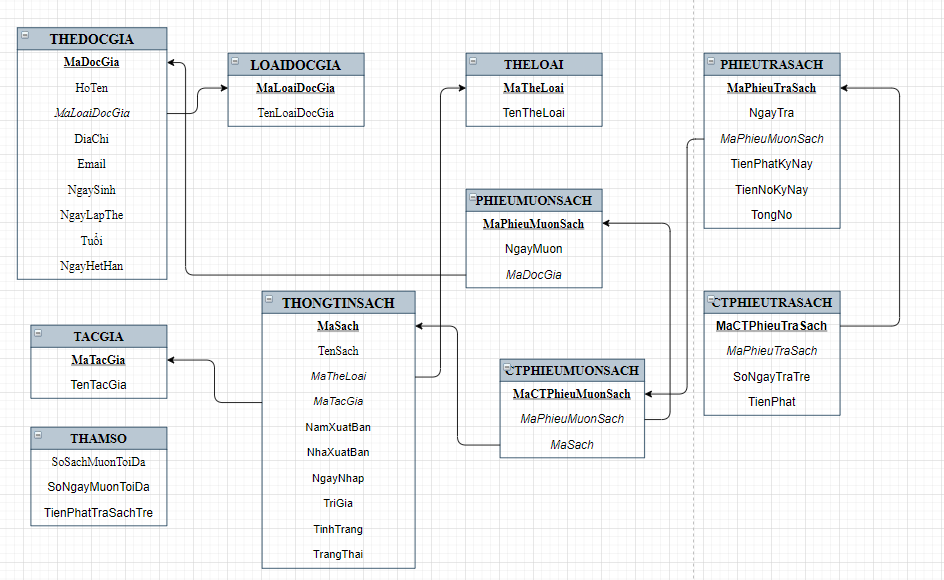 THEDOCGIA
MaDocGia
HoTen
MaLoaiDocGia
DiaChi
Email
NgaySinh
NgayLapThe
Tuổi
NgayHetHan
LOAIDOCGIA
MaLoaiDocGia
TenLoaiDocGia
THELOAI
MaTheLoai
TenTheLoai
PHIEUTRASACH
MaPhieuTraSach
NgayTra
MaPhieuMuonSach
TienPhatKyNay
TienNoKyNay
TongNo
PHIEUMUONSACH
MaPhieuMuonSach
NgayMuon
MaDocGia
TACGIA
MaTacGia
TenTacGia
THONGTINSACH
MaSach
TenSach
MaTheLoai
MaTacGia
NamXuatBan
NhaXuatBan
NgayNhap
TriGia
TinhTrang
TrangThai
CTPHIEUMUONSACH
MaCTPhieuMuonSach
MaPhieuMuonSach
MaSach
CTPHIEUTRASACH
MaCTPhieuTraSach
MaPhieuTraSach
SoNgayTraTre
TienPhat
THAMSO
SoSachMuonToiDa
SoNgayMuonToiDa
TienPhatTraSachTre